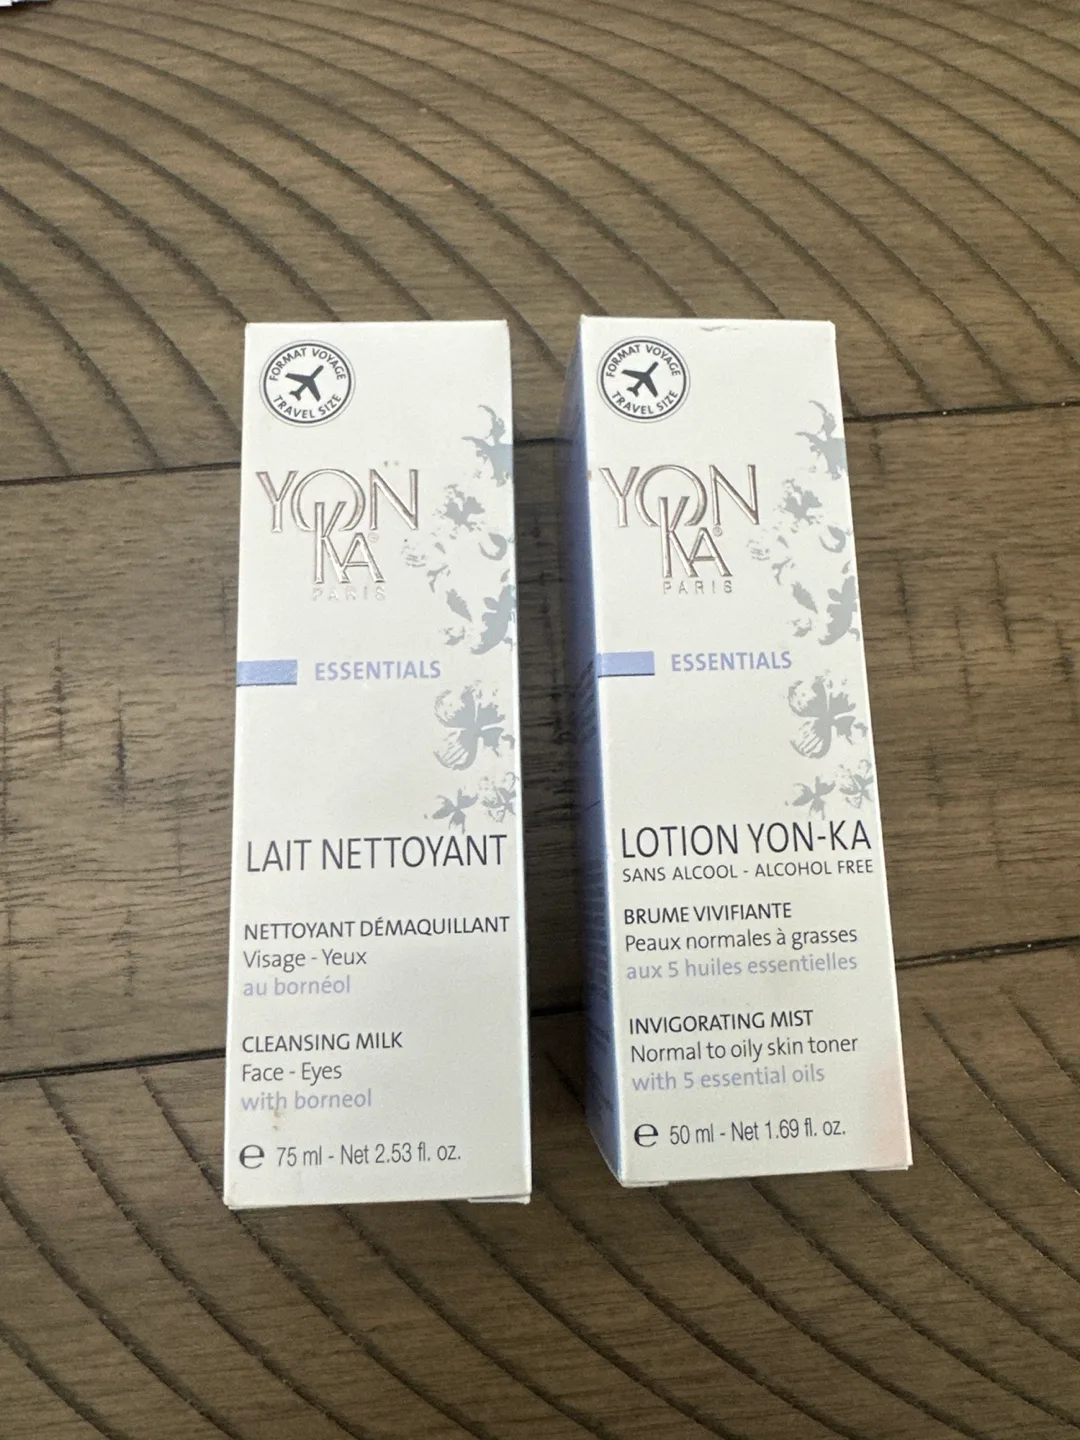 FORMAT VOYAGE
TRAVEL SIZE
YON
KA®
PARIS
ESSENTIALS
LAIT NETTOYANT
NETTOYANT DÉMAQUILLANT
Visage - Yeux
au bornéol
CLEANSING MILK
Face - Eyes
with borneol
℮ 75 ml - Net 2.53 fl. oz.
FORMAT VOYAGE
TRAVEL SIZE
YON
KA®
PARIS
ESSENTIALS
LOTION YON-KA
SANS ALCOOL - ALCOHOL FREE
BRUME VIVIFIANTE
Peaux normales à grasses
aux 5 huiles essentielles
INVIGORATING MIST
Normal to oily skin toner
with 5 essential oils
℮ 50 ml - Net 1.69 fl. oz.